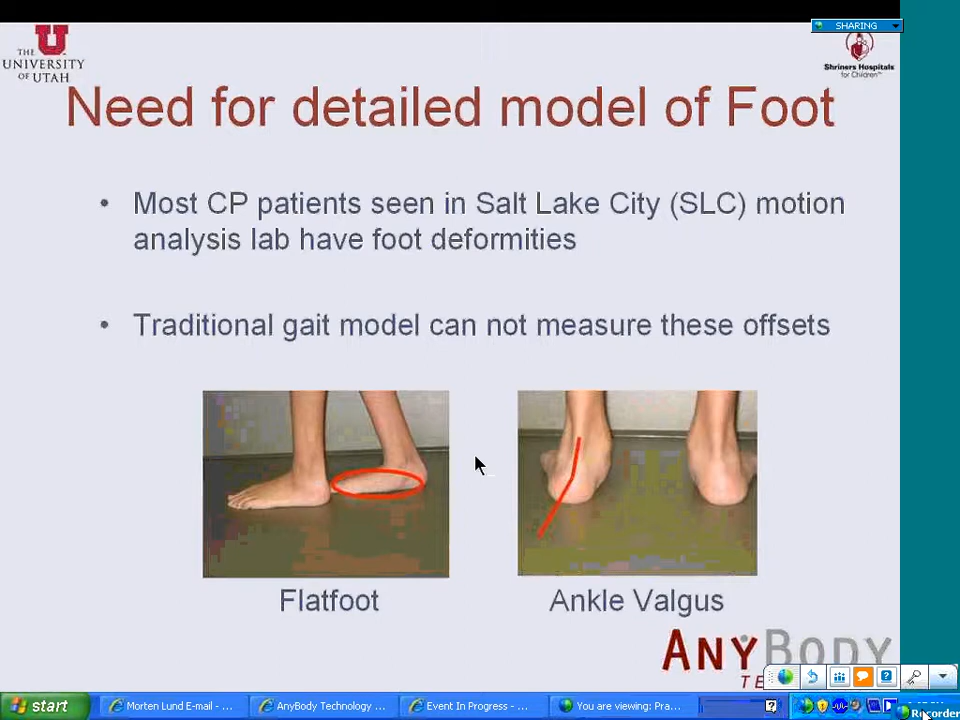 SHARING
THE
UNIVERSITY
OF UTAH
Shriners Hospitals
for Children™
Need for detailed model of Foot
• Most CP patients seen in Salt Lake City (SLC) motion
analysis lab have foot deformities
• Traditional gait model can not measure these offsets
Flatfoot
Ankle Valgus
ANYBODY
TE
start
Morten Lund E-mail - ...
AnyBody Technology ...
Event In Progress - ...
You are viewing: Pra...
Recorder